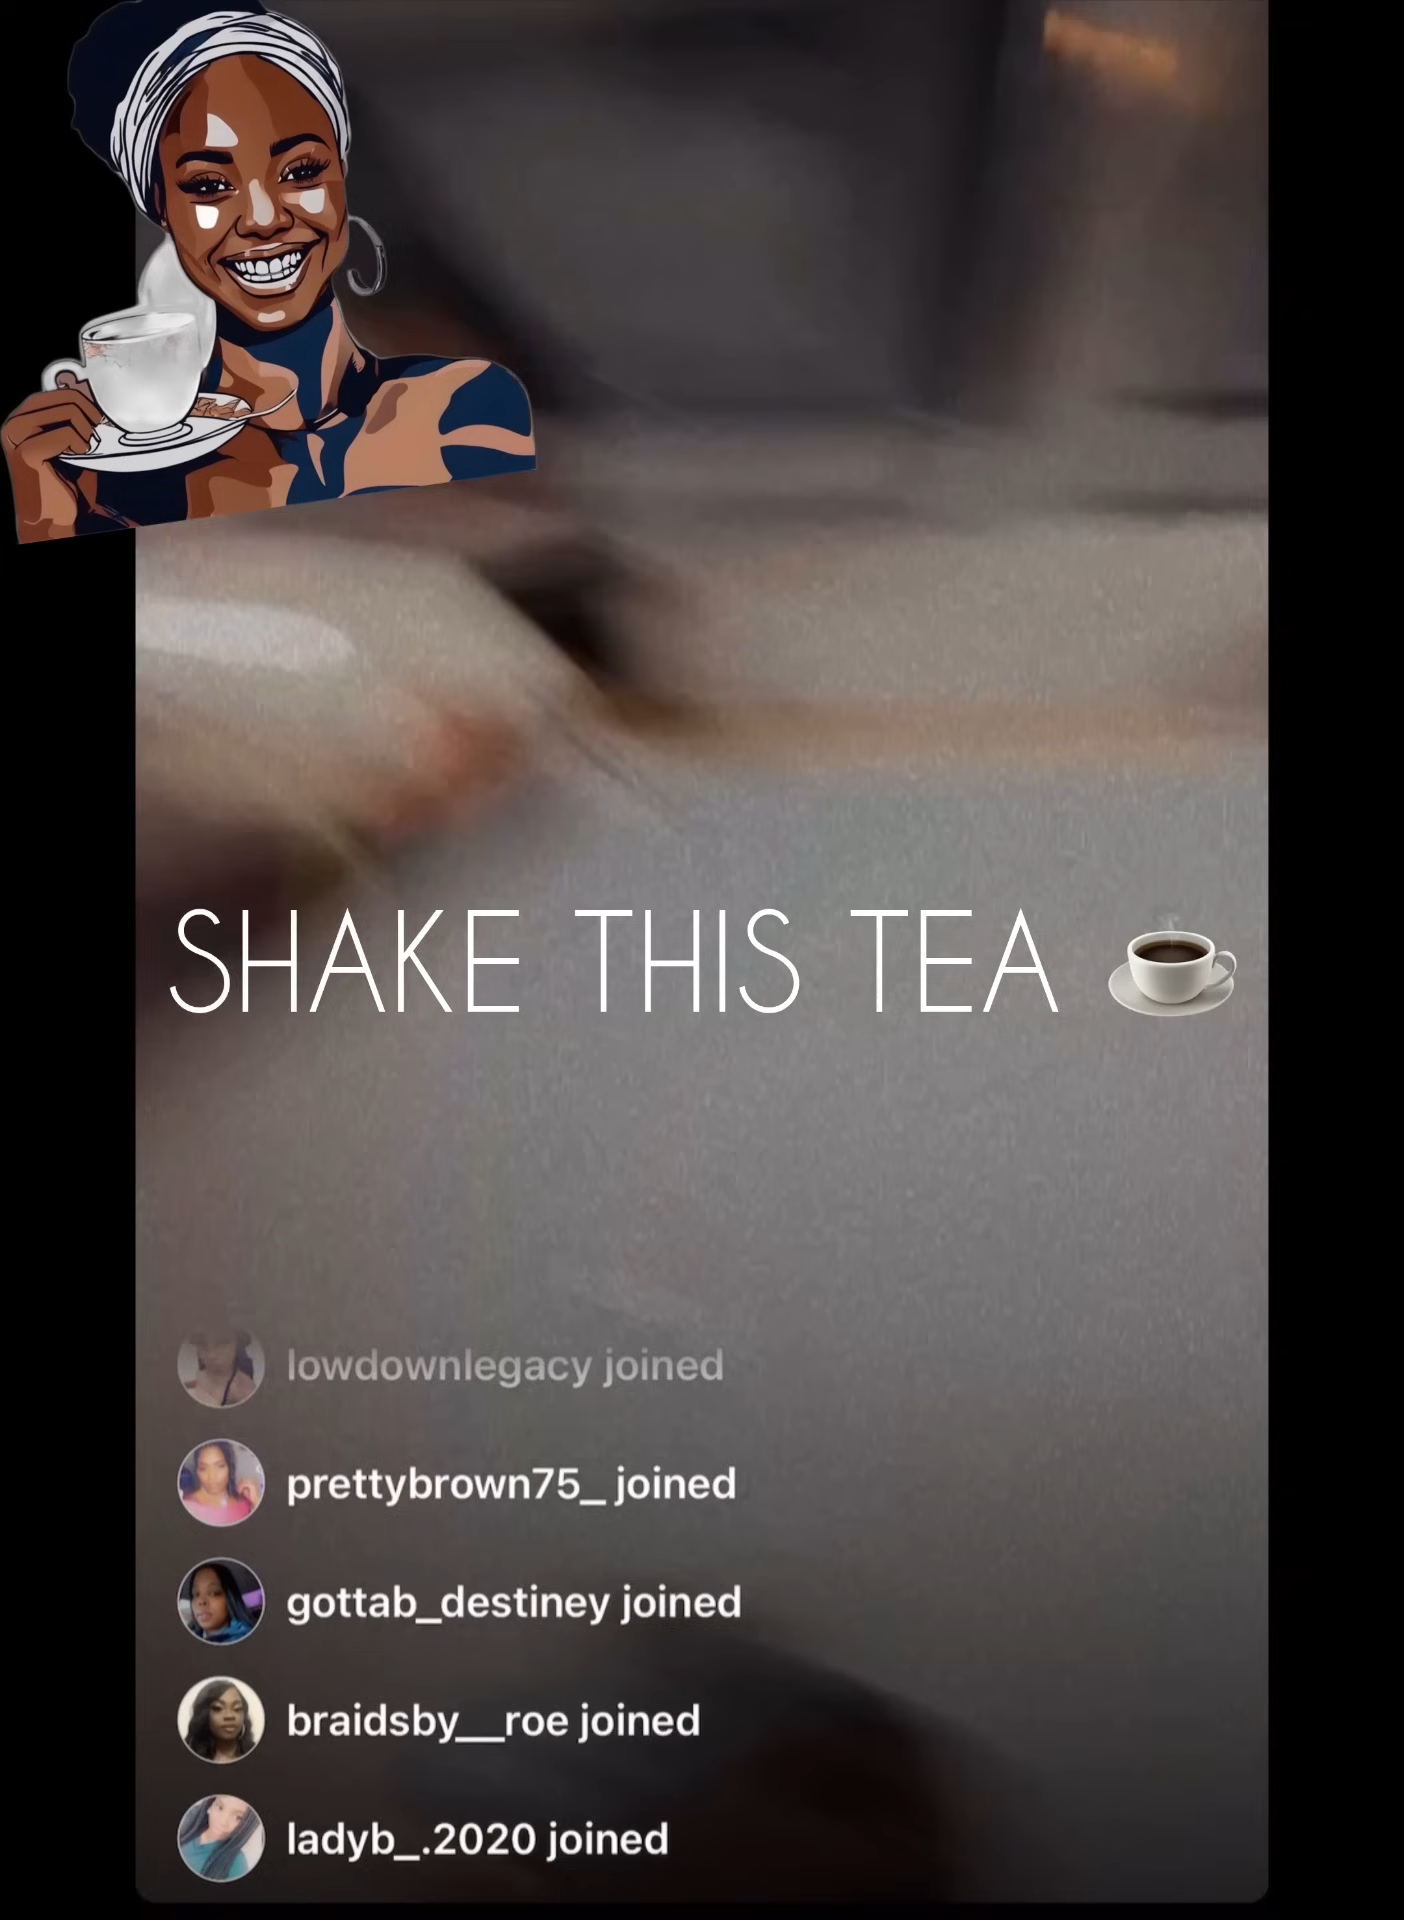 SHAKE THIS TEA ☕
lowdownlegacy joined
prettybrown75_ joined
gottab_destiney joined
braidsby__roe joined
ladyb_.2020 joined